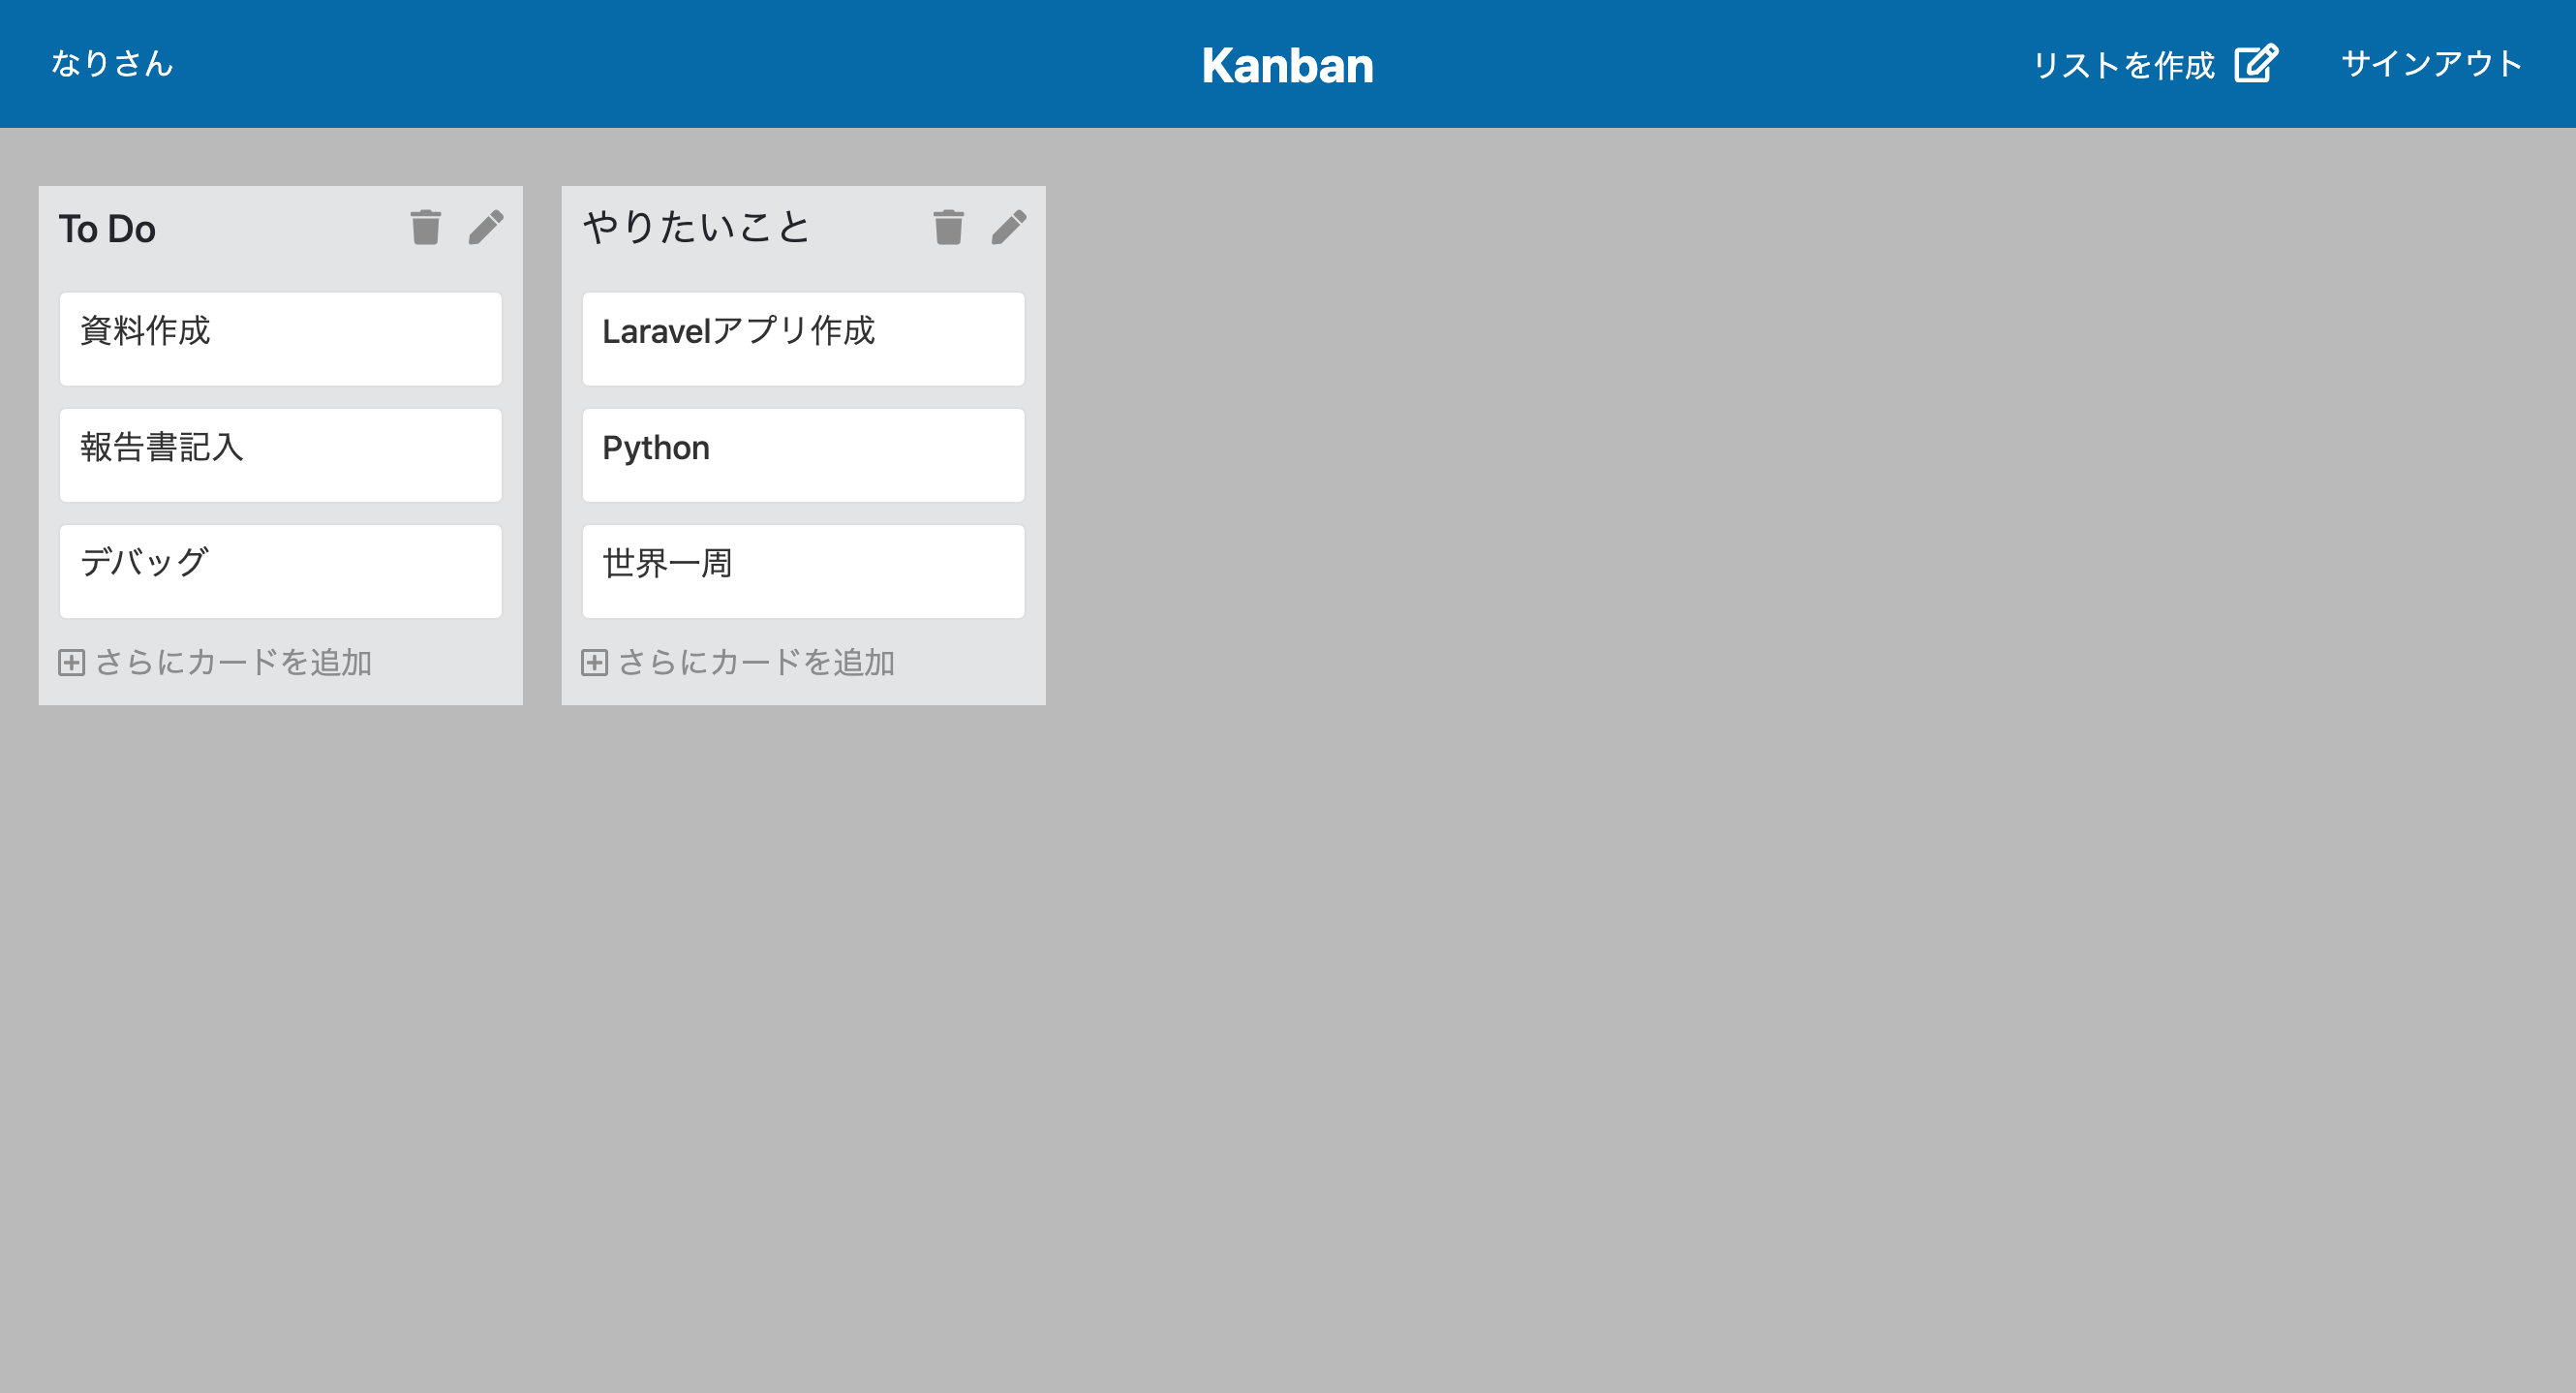 なりさん
Kanban
リストを作成
サインアウト
To Do
資料作成
報告書記入
デバッグ
さらにカードを追加
やりたいこと
Laravelアプリ作成
Python
世界一周
さらにカードを追加